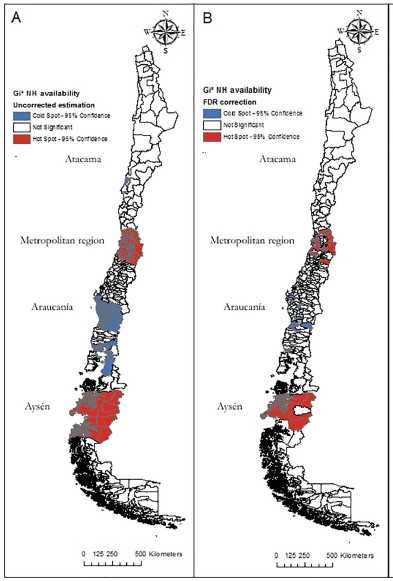 A
N
W E
S
Gi* NH availability
Uncorrected estimation
Cold Spot - 95% Confidence
Not Significant
Hot Spot - 95% Confidence
Atacama
Metropolitan region
Araucanía
Aysén
0 125 250 500 Kilometers
B
N
W E
S
Gi* NH availability
FDR correction
Cold Spot - 95% Confidence
Not Significant
Hot Spot - 95% Confidence
Atacama
Metropolitan region
Araucanía
Aysén
0 125 250 500 Kilometers